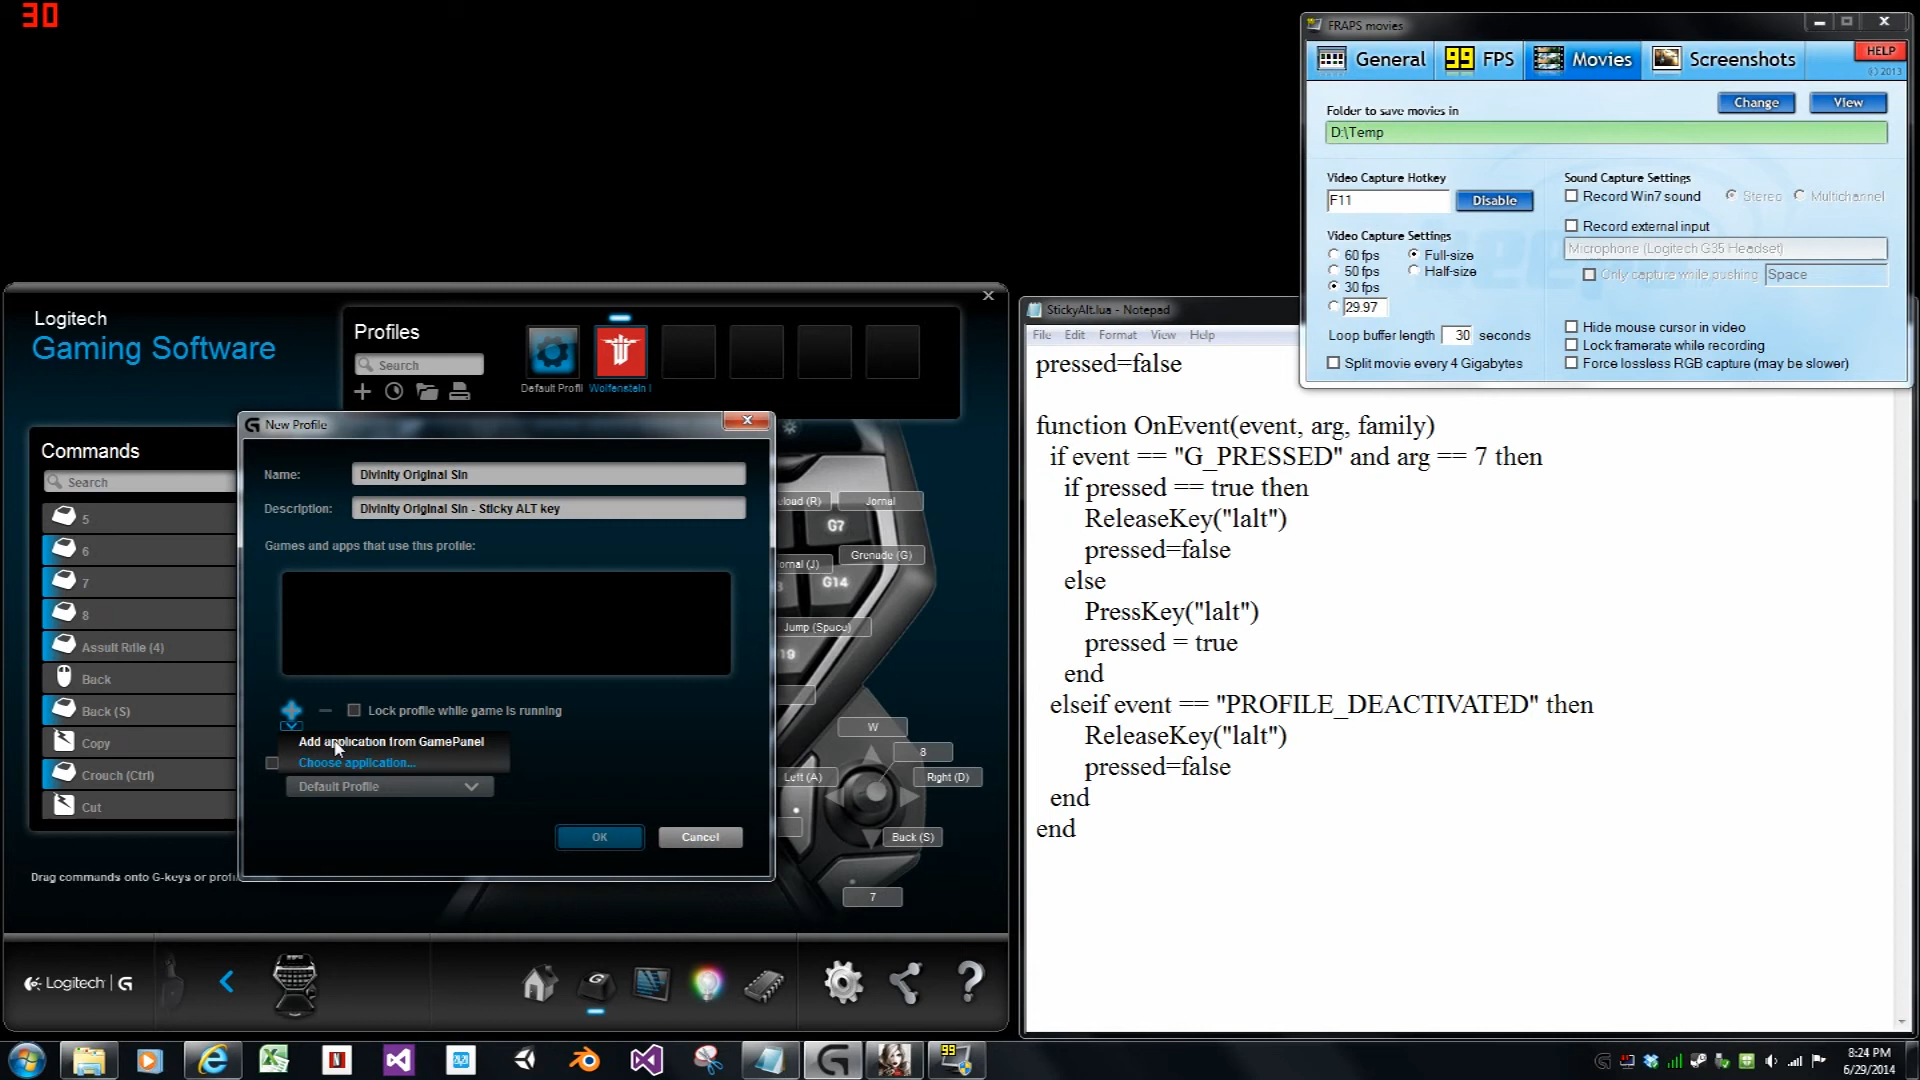 30
FRAPS movies
General
99 FPS
Movies
Screenshots
HELP
(c) 2013
Folder to save movies in
Change
View
D:\Temp
Video Capture Hotkey
F11
Disable
Sound Capture Settings
Record Win7 sound
Stereo
Multichannel
Record external input
Microphone (Logitech G35 Headset)
Only capture while pushing
Space
Video Capture Settings
60 fps
50 fps
30 fps
29.97
Full-size
Half-size
Loop buffer length 30 seconds
Split movie every 4 Gigabytes
Hide mouse cursor in video
Lock framerate while recording
Force lossless RGB capture (may be slower)
Logitech
Gaming Software
Profiles
Search
Default Profil
Wolfenstein
Commands
Search
5
6
7
8
Assult Rifle (4)
Back
Back (S)
Copy
Crouch (Ctrl)
Cut
Drag commands onto G-keys or profi
New Profile
Name:
Divinity Original Sin
Description:
Divinity Original Sin - Sticky ALT key
Games and apps that use this profile:
Lock profile while game is running
Add application from GamePanel
Choose application...
Default Profile
OK
Cancel
load (R)
Jornal
G7
Grenade (G)
ornal (J)
G14
Jump (Space)
19
W
8
Left (A)
Right (D)
Back (S)
7
Logitech G
StickyAlt.lua - Notepad
File Edit Format View Help
pressed=false
function OnEvent(event, arg, family)
if event == "G_PRESSED" and arg == 7 then
if pressed == true then
ReleaseKey("lalt")
pressed=false
else
PressKey("lalt")
pressed = true
end
elseif event == "PROFILE_DEACTIVATED" then
ReleaseKey("lalt")
pressed=false
end
end
99
8:24 PM
6/29/2014